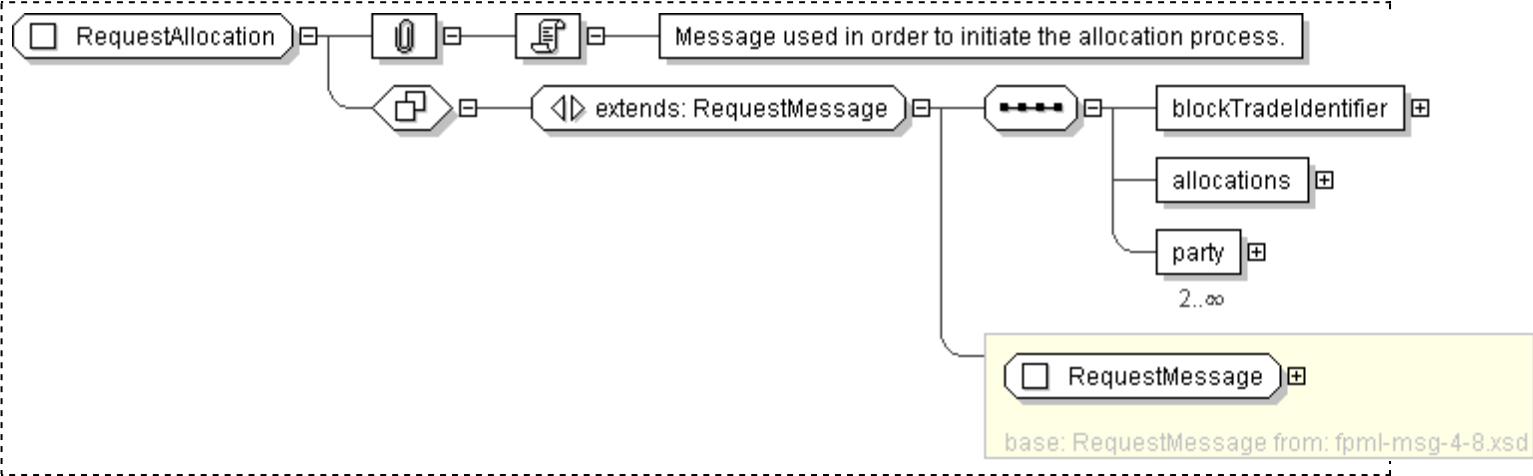 RequestAllocation
Message used in order to initiate the allocation process.
extends: RequestMessage
blockTradeIdentifier
allocations
party
2..∞
RequestMessage
base: RequestMessage from: fpml-msg-4-8.xsd